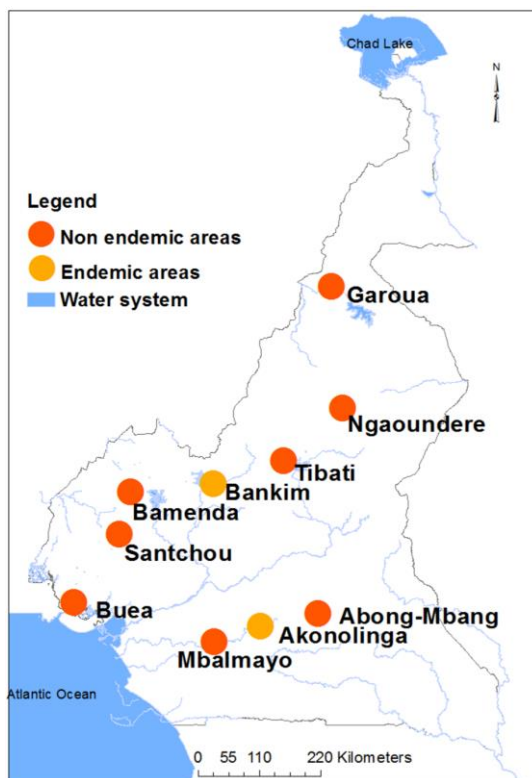 Chad Lake
N
Legend
Non endemic areas
Endemic areas
Water system
Garoua
Ngaoundere
Tibati
Bankim
Bamenda
Santchou
Buea
Abong-Mbang
Akonolinga
Mbalmayo
Atlantic Ocean
0 55 110 220 Kilometers